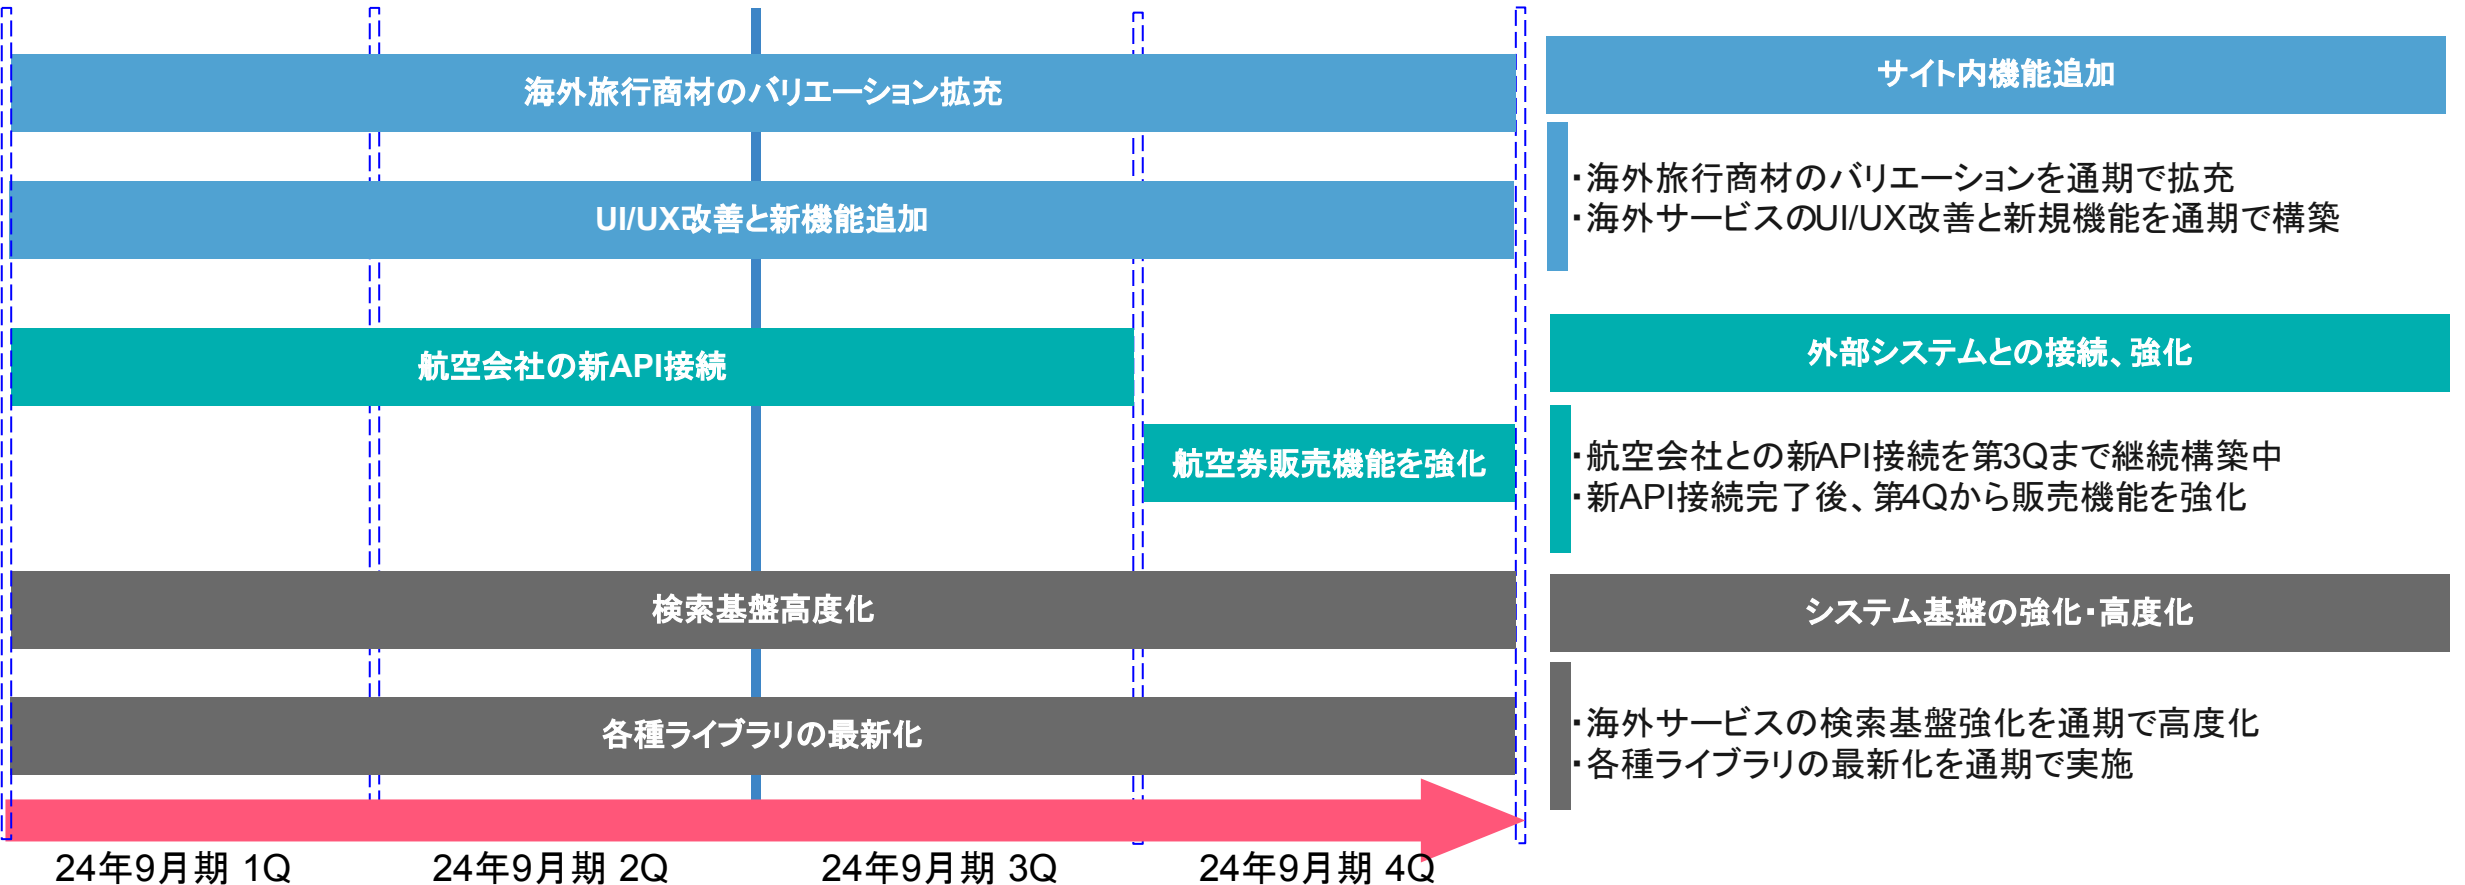 海外旅行商材のバリエーション拡充
UI/UX改善と新機能追加
航空会社の新API接続
航空券販売機能を強化
検索基盤高度化
各種ライブラリの最新化
24年9月期 1Q
24年9月期 2Q
24年9月期 3Q
24年9月期 4Q
サイト内機能追加
・海外旅行商材のバリエーションを通期で拡充
・海外サービスのUI/UX改善と新規機能を通期で構築
外部システムとの接続、強化
・航空会社との新API接続を第3Qまで継続構築中
・新API接続完了後、第4Qから販売機能を強化
システム基盤の強化・高度化
・海外サービスの検索基盤強化を通期で高度化
・各種ライブラリの最新化を通期で実施